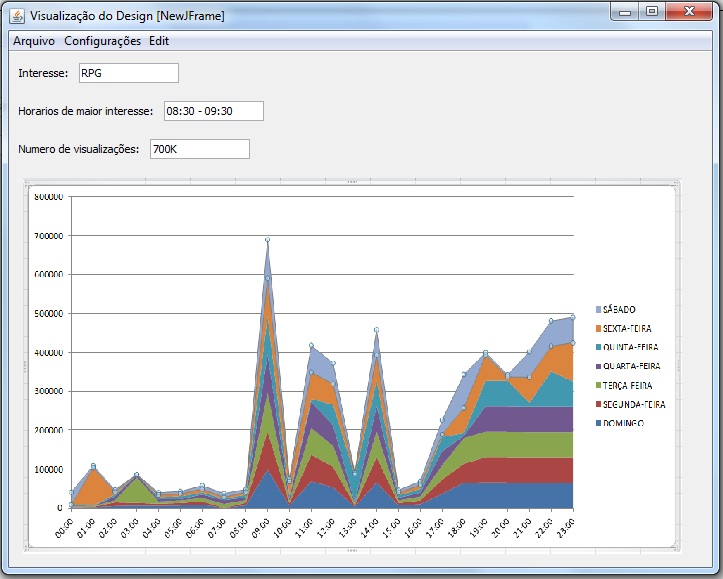 Visualização do Design [NewJFrame]
Arquivo Configurações Edit
Interesse: RPG
Horarios de maior interesse: 08:30 - 09:30
Numero de visualizações: 700K
800000
700000
600000
500000
400000
300000
200000
100000
0
00:00 01:00 02:00 03:00 04:00 05:00 06:00 07:00 08:00 09:00 10:00 11:00 12:00 13:00 14:00 15:00 16:00 17:00 18:00 19:00 20:00 21:00 22:00 23:00
SÁBADO
SEXTA-FEIRA
QUINTA-FEIRA
QUARTA-FEIRA
TERÇA-FEIRA
SEGUNDA-FEIRA
DOMINGO